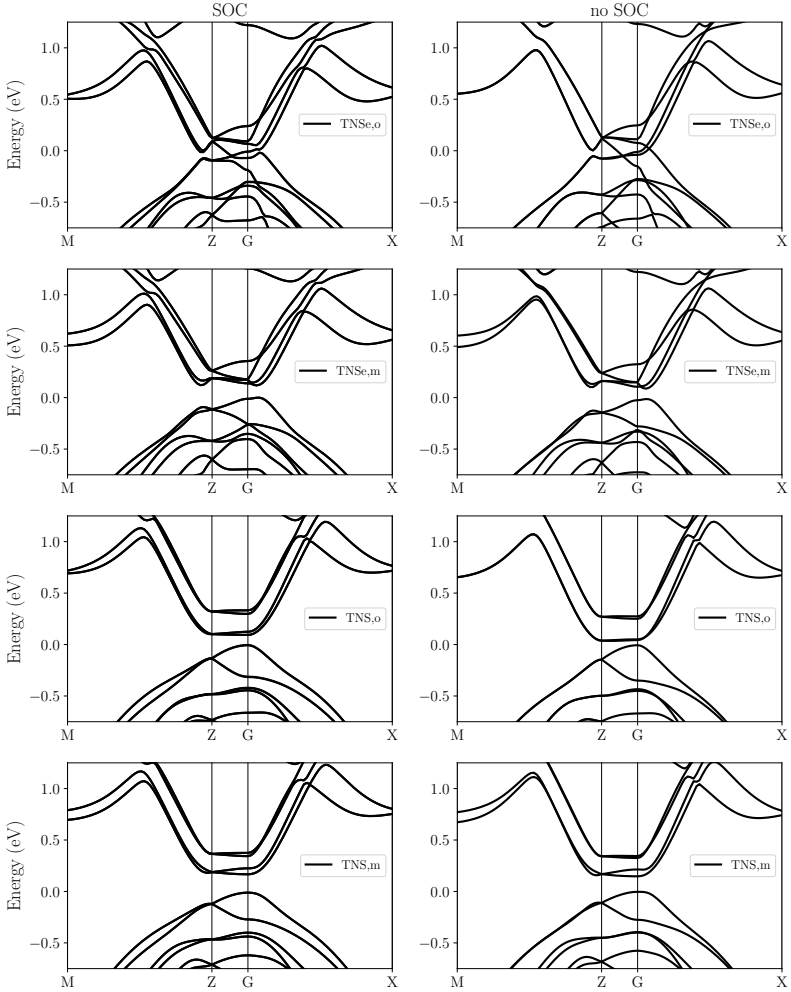 SOC no SOC
Energy (eV)
1.0
0.5
0.0
−0.5
TNSe,o
M Z G X
TNSe,o
M Z G X
Energy (eV)
1.0
0.5
0.0
−0.5
TNSe,m
M Z G X
TNSe,m
M Z G X
Energy (eV)
1.0
0.5
0.0
−0.5
TNS,o
M Z G X
TNS,o
M Z G X
Energy (eV)
1.0
0.5
0.0
−0.5
TNS,m
M Z G X
TNS,m
M Z G X